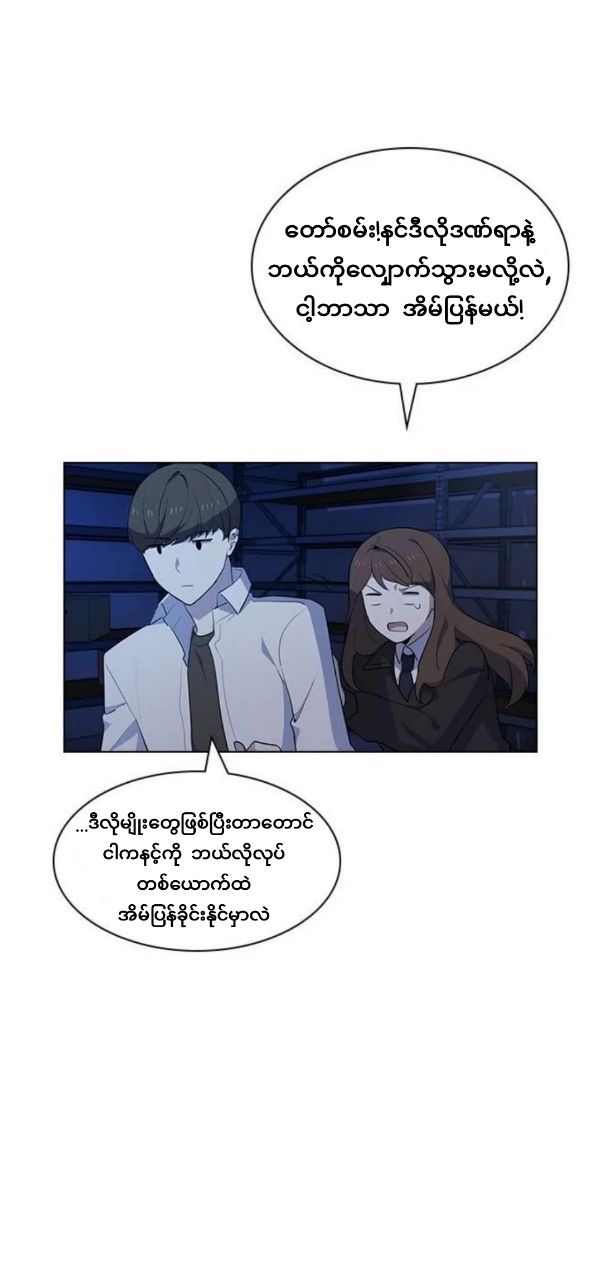 တော်စမ်း!နင်ဒီလိုဒဏ်ရာနဲ့
ဘယ်ကိုလျှောက်သွားမလို့လဲ,
ငါ့ဘာသာ အိမ်ပြန်မယ်!
...ဒီလိုမျိုးတွေဖြစ်ပြီးတာတောင်
ငါကနင့်ကို ဘယ်လိုလုပ်
တစ်ယောက်ထဲ
အိမ်ပြန်ခိုင်းနိုင်မှာလဲ